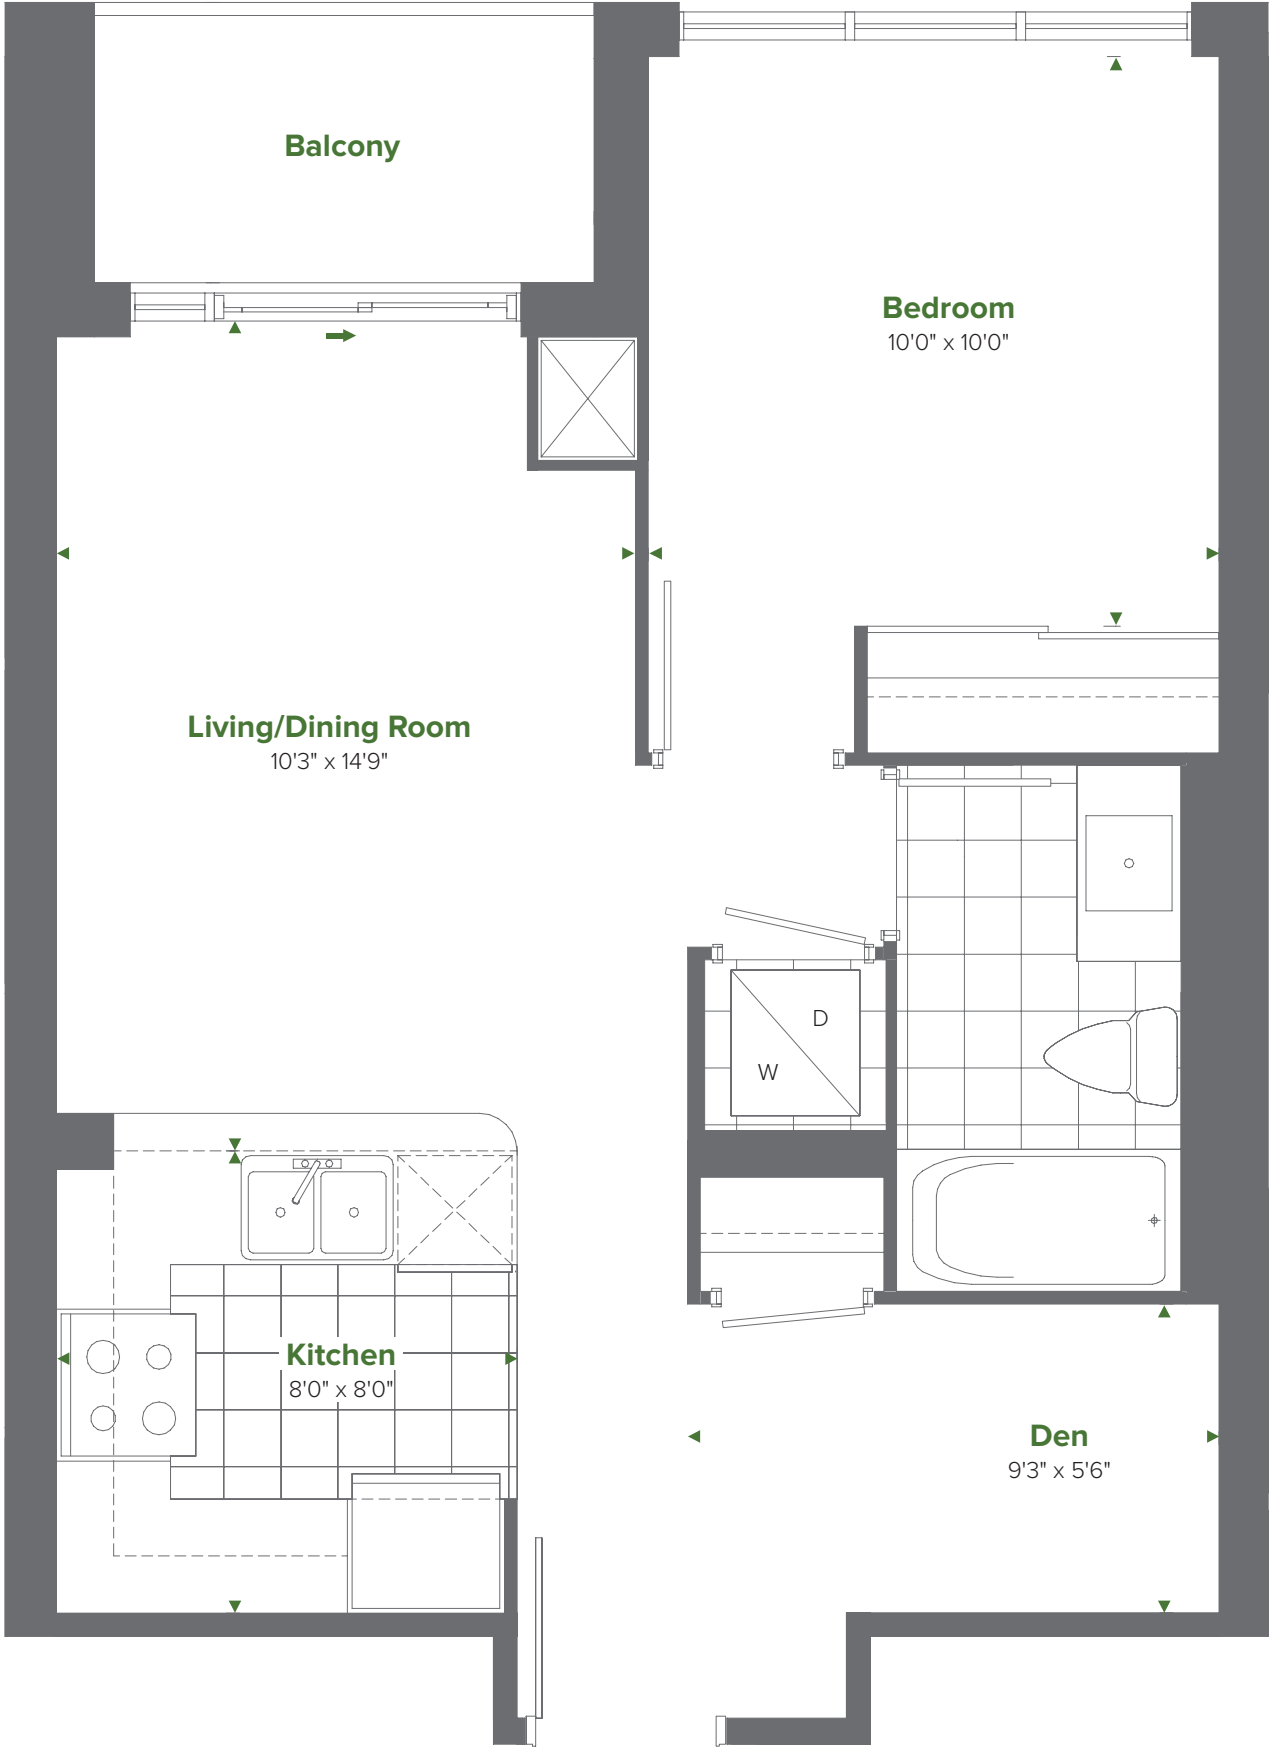 Balcony
Bedroom
10'0" x 10'0"
Living/Dining Room
10'3" x 14'9"
D
W
Kitchen
8'0" x 8'0"
Den
9'3" x 5'6"